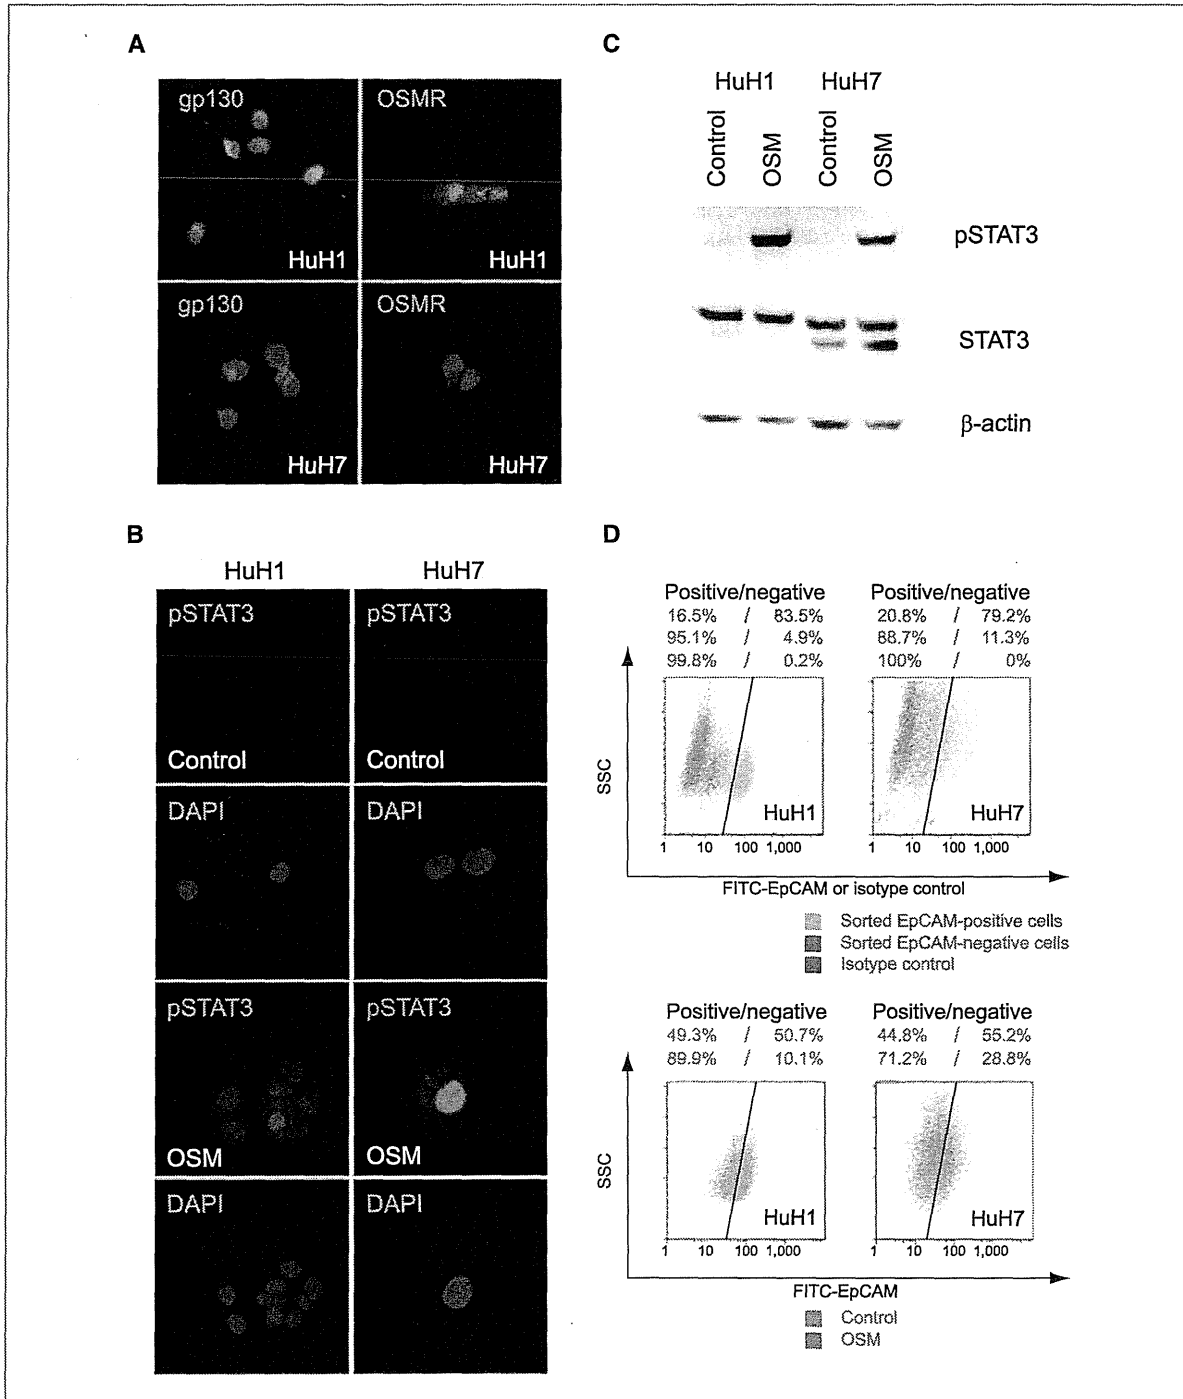 A
gp130
OSMR
HuH1
HuH1
gp130
OSMR
HuH7
HuH7
B
HuH1
HuH7
pSTAT3
pSTAT3
Control
Control
DAPI
DAPI
pSTAT3
pSTAT3
OSM
OSM
DAPI
DAPI
C
HuH1
HuH7
Control
OSM
Control
OSM
pSTAT3
STAT3
β-actin
D
Positive/negative
16.5% / 83.5%
95.1% / 4.9%
99.8% / 0.2%
Positive/negative
20.8% / 79.2%
88.7% / 11.3%
100% / 0%
SSC
HuH1
HuH7
1 10 100 1,000
1 10 100 1,000
FITC-EpCAM or isotype control
Sorted EpCAM-positive cells
Sorted EpCAM-negative cells
Isotype control
Positive/negative
49.3% / 50.7%
89.9% / 10.1%
Positive/negative
44.8% / 55.2%
71.2% / 28.8%
SSC
HuH1
HuH7
1 10 100 1,000
1 10 100 1,000
FITC-EpCAM
Control
OSM